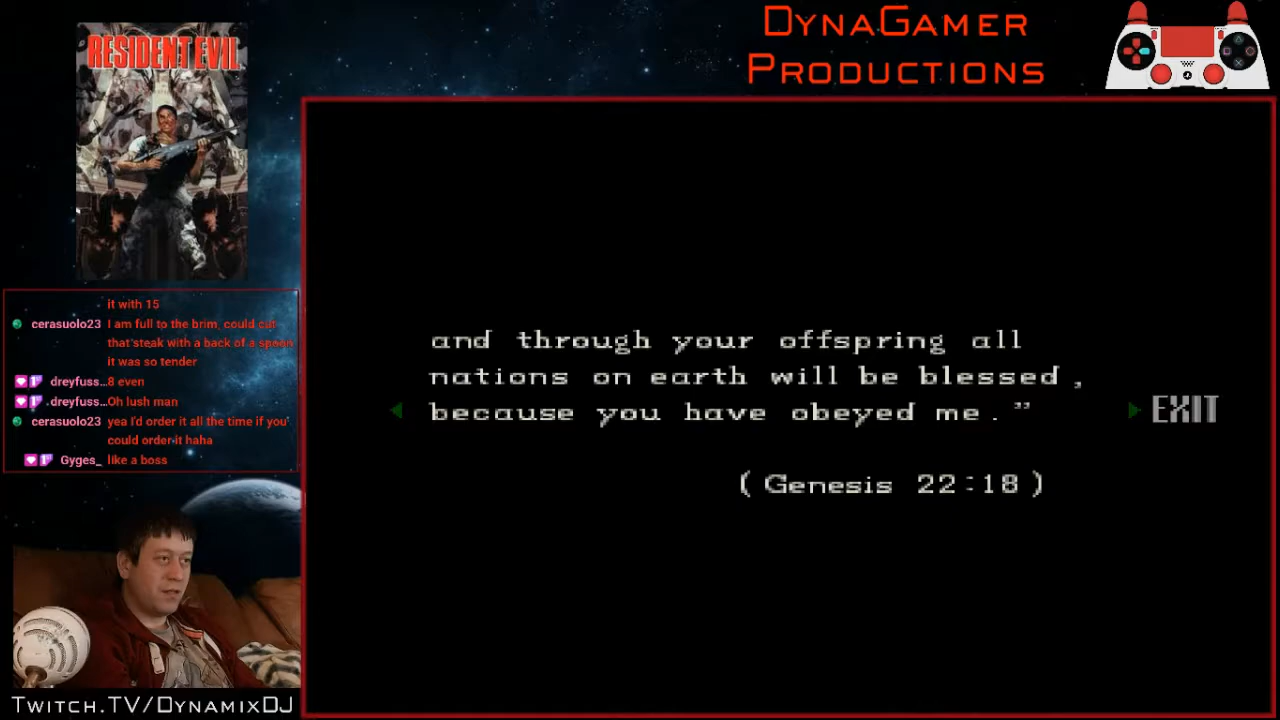 DynaGamer
Productions
RESIDENT EVIL
it with 15
cerasuolo23 I am full to the brim, could cut
that steak with a back of a spoon
it was so tender
dreyfuss... 8 even
dreyfuss... Oh lush man
cerasuolo23 yea I'd order it all the time if you
could order it haha
Gyges_ like a boss
and through your offspring all
nations on earth will be blessed,
because you have obeyed me.”
EXIT
(Genesis 22:18)
Twitch.TV/DynamixDJ